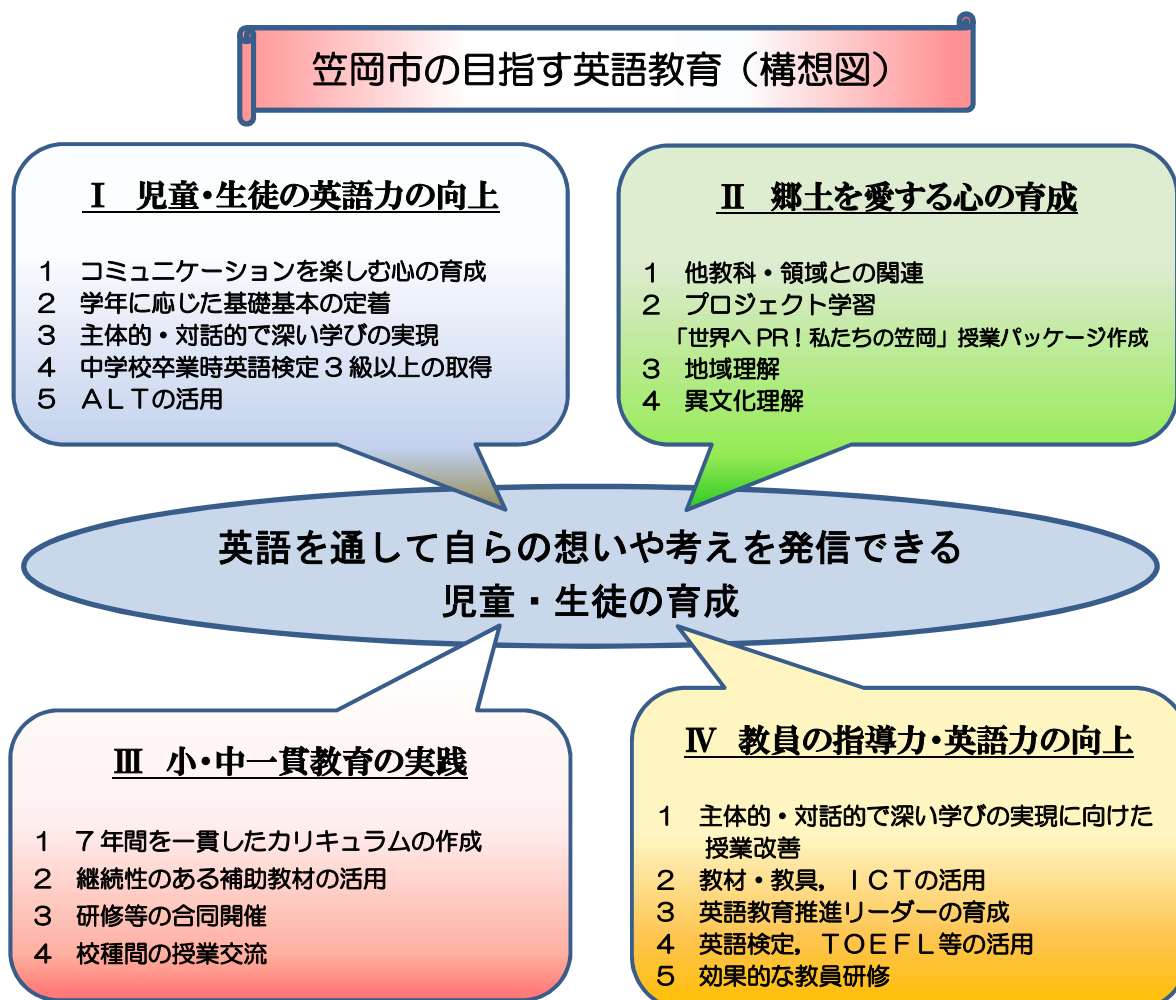 笠岡市の目指す英語教育（構想図）
Ⅰ　児童・生徒の英語力の向上
1　コミュニケーションを楽しむ心の育成
2　学年に応じた基礎基本の定着
3　主体的・対話的で深い学びの実現
4　中学校卒業時英語検定3級以上の取得
5　ＡＬＴの活用
Ⅱ　郷土を愛する心の育成
1　他教科・領域との関連
2　プロジェクト学習
「世界へPR！私たちの笠岡」授業パッケージ作成
3　地域理解
4　異文化理解
英語を通して自らの想いや考えを発信できる
児童・生徒の育成
Ⅲ　小・中一貫教育の実践
1　7年間を一貫したカリキュラムの作成
2　継続性のある補助教材の活用
3　研修等の合同開催
4　校種間の授業交流
Ⅳ　教員の指導力・英語力の向上
1　主体的・対話的で深い学びの実現に向けた
授業改善
2　教材・教具，ＩＣＴの活用
3　英語教育推進リーダーの育成
4　英語検定，ＴＯＥＦＬ等の活用
5　効果的な教員研修